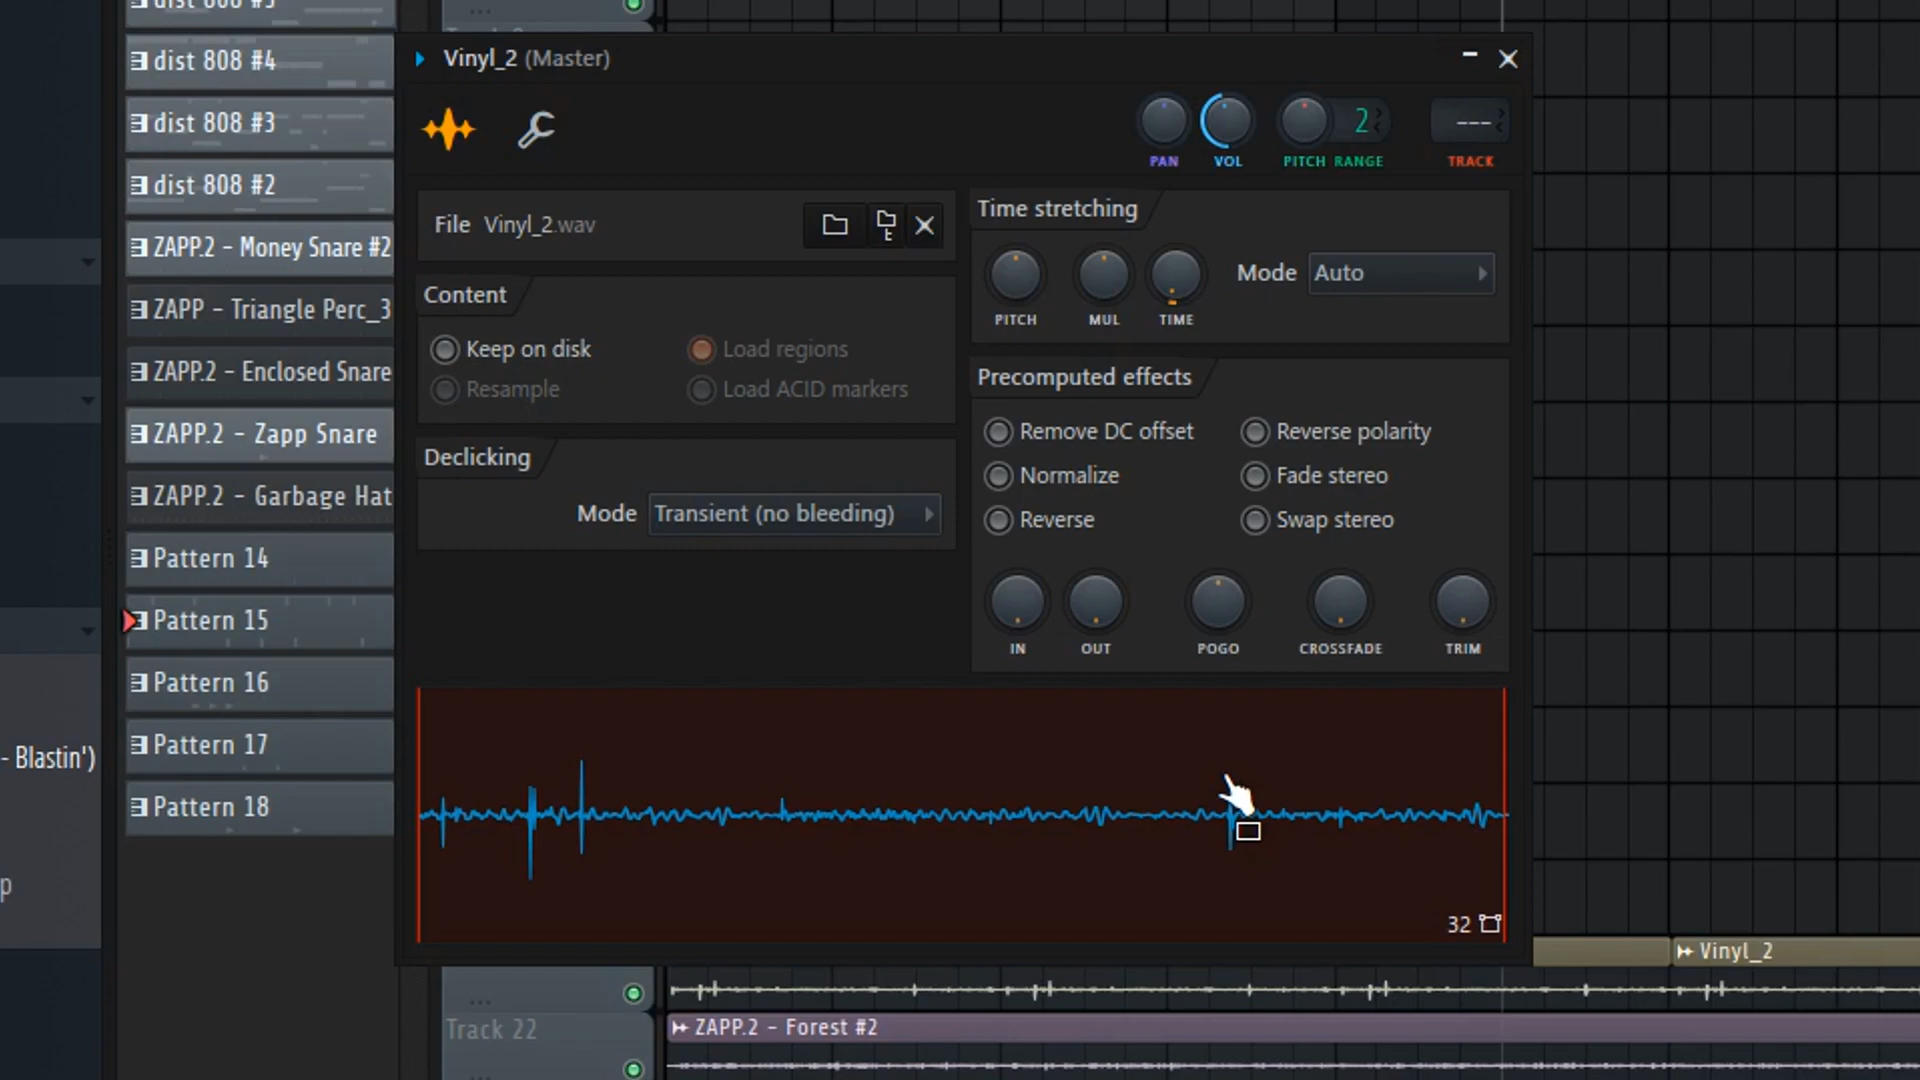 dist 808 #4
dist 808 #3
dist 808 #2
ZAPP.2 - Money Snare #2
ZAPP - Triangle Perc_3
ZAPP.2 - Enclosed Snare
ZAPP.2 - Zapp Snare
ZAPP.2 - Garbage Hat
Pattern 14
Pattern 15
Pattern 16
Pattern 17
Pattern 18
- Blastin')
p
Vinyl_2 (Master)
PAN
VOL
2
PITCH RANGE
---
TRACK
File Vinyl_2.wav
Content
Keep on disk
Load regions
Resample
Load ACID markers
Declicking
Mode Transient (no bleeding)
Time stretching
PITCH
MUL
TIME
Mode Auto
Precomputed effects
Remove DC offset
Reverse polarity
Normalize
Fade stereo
Reverse
Swap stereo
IN
OUT
POGO
CROSSFADE
TRIM
32
Vinyl_2
...
Track 22
ZAPP.2 - Forest #2